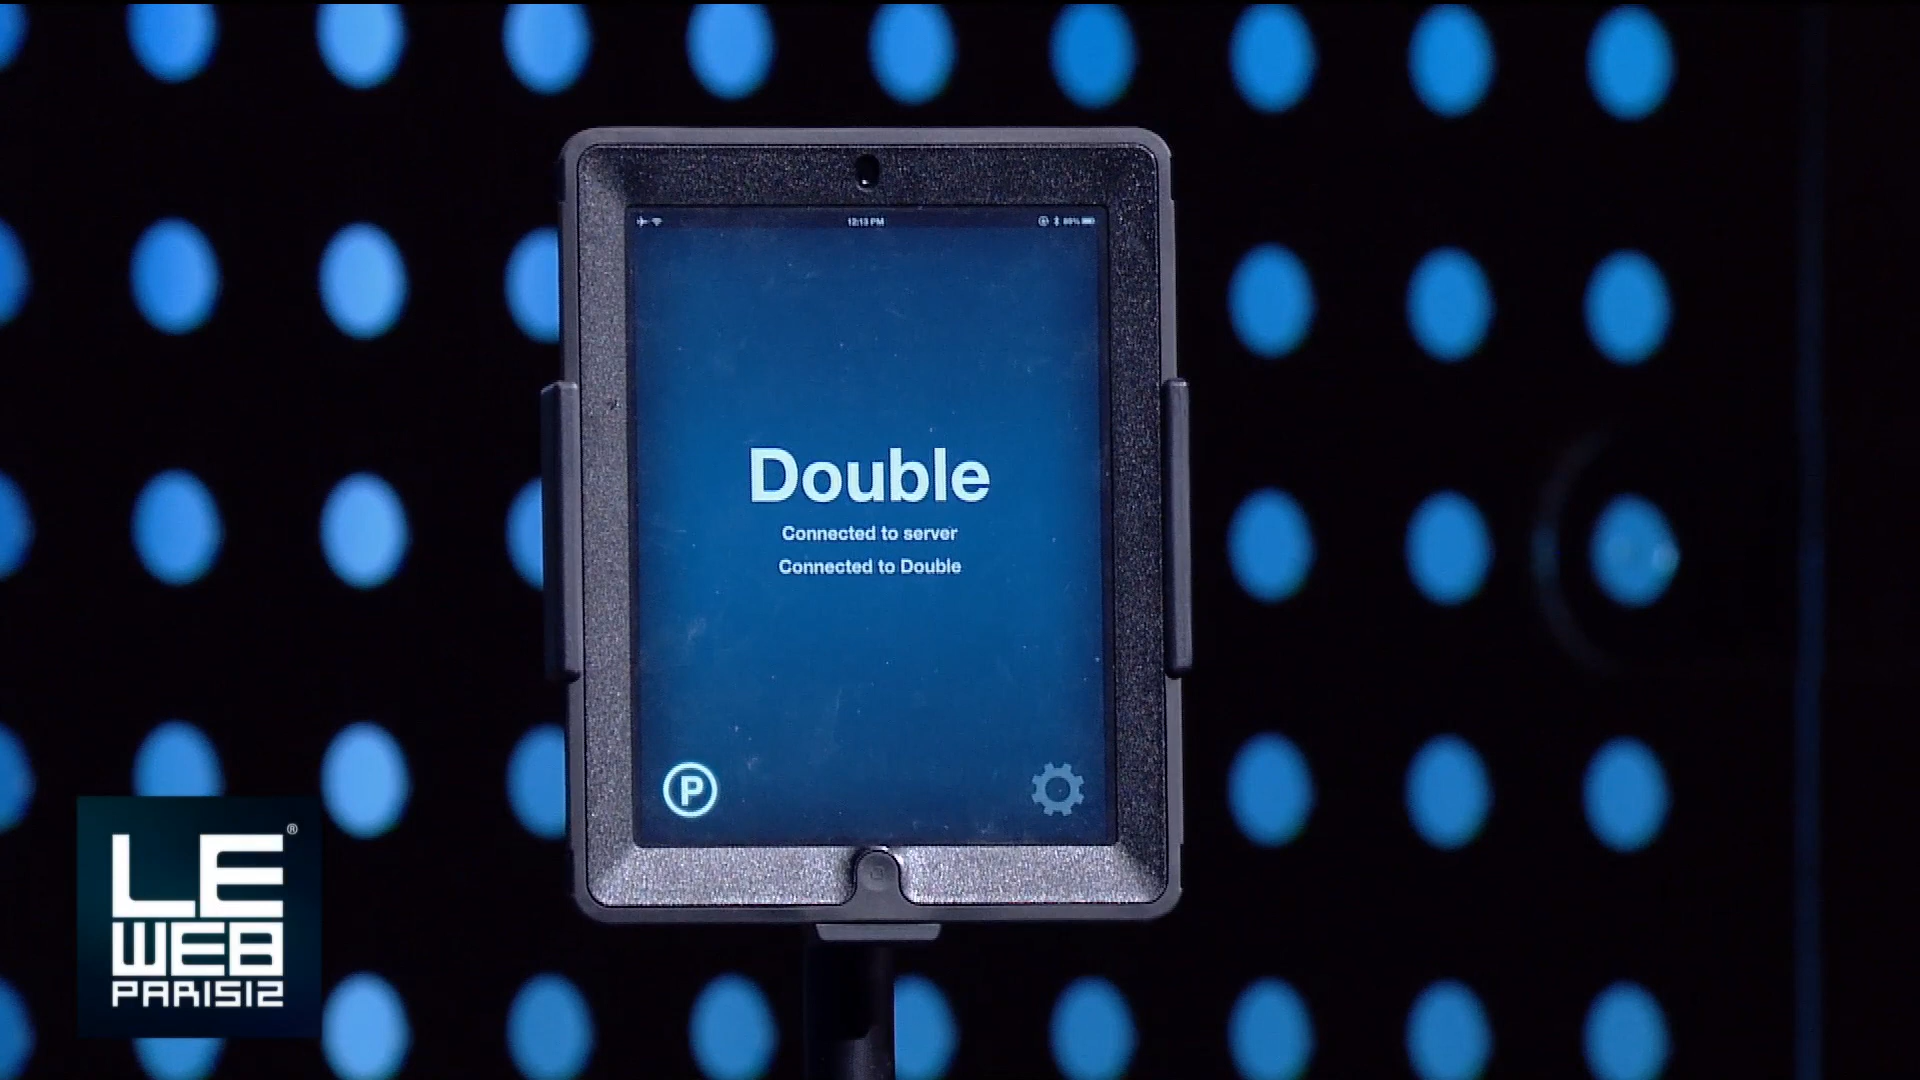 12:13 PM
Double
Connected to server
Connected to Double
P
LE®
WEB
PARIS12